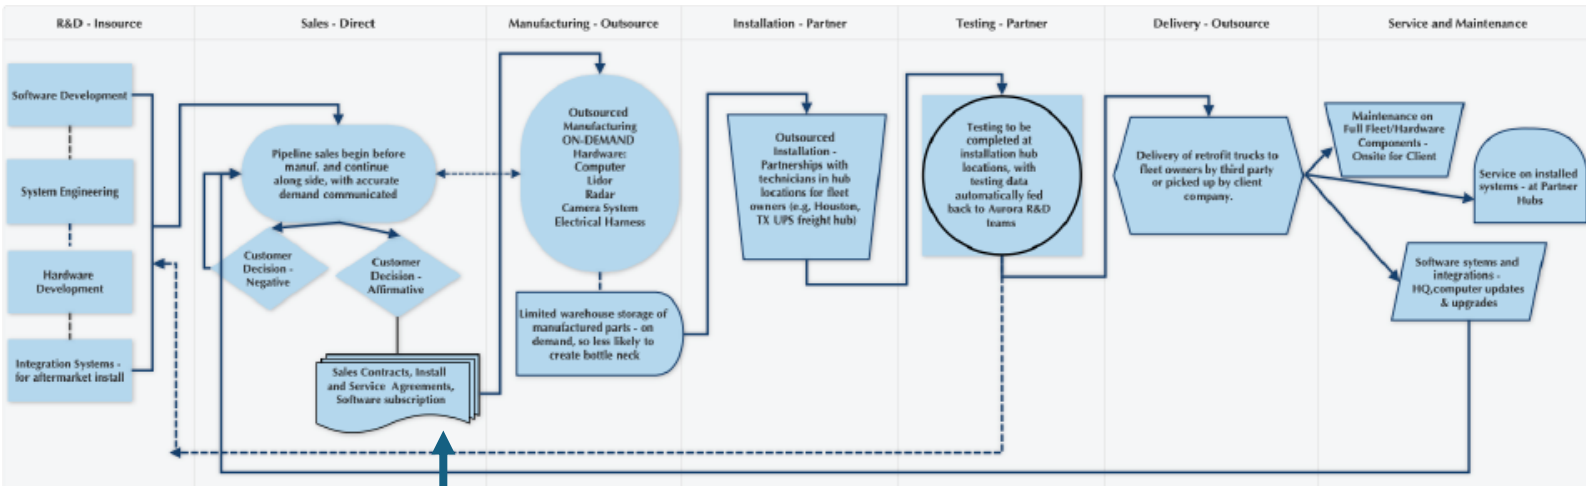 R&D - Insource
Sales - Direct
Manufacturing - Outsource
Installation - Partner
Testing - Partner
Delivery - Outsource
Service and Maintenance
Software Development
System Engineering
Hardware
Development
Integration Systems -
for aftermarket install
Pipeline sales begin before
manuf. and continue
along side, with accurate
demand communicated
Customer
Decision -
Negative
Customer
Decision -
Affirmative
Sales Contracts, Install
and Service Agreements,
Software subscription
Outsourced
Manufacturing
ON-DEMAND
Hardware:
Computer
Lidor
Radar
Camera System
Electrical Harness
Limited warehouse storage of
manufactured parts - on
demand, so less likely to
create bottle neck
Outsourced
Installation -
Partnerships with
technicians in hub
locations for fleet
owners (e.g. Houston,
TX UPS freight hub)
Testing to be
completed at
installation hub
locations, with
testing data
automatically fed
back to Aurora R&D
teams
Delivery of retrofit trucks to
fleet owners by third party
or picked up by client
company.
Maintenance on
Full Fleet/Hardware
Components -
Onsite for Client
Service on installed
systems - at Partner
Hubs
Software sytems and
integrations -
HQ,computer updates
& upgrades